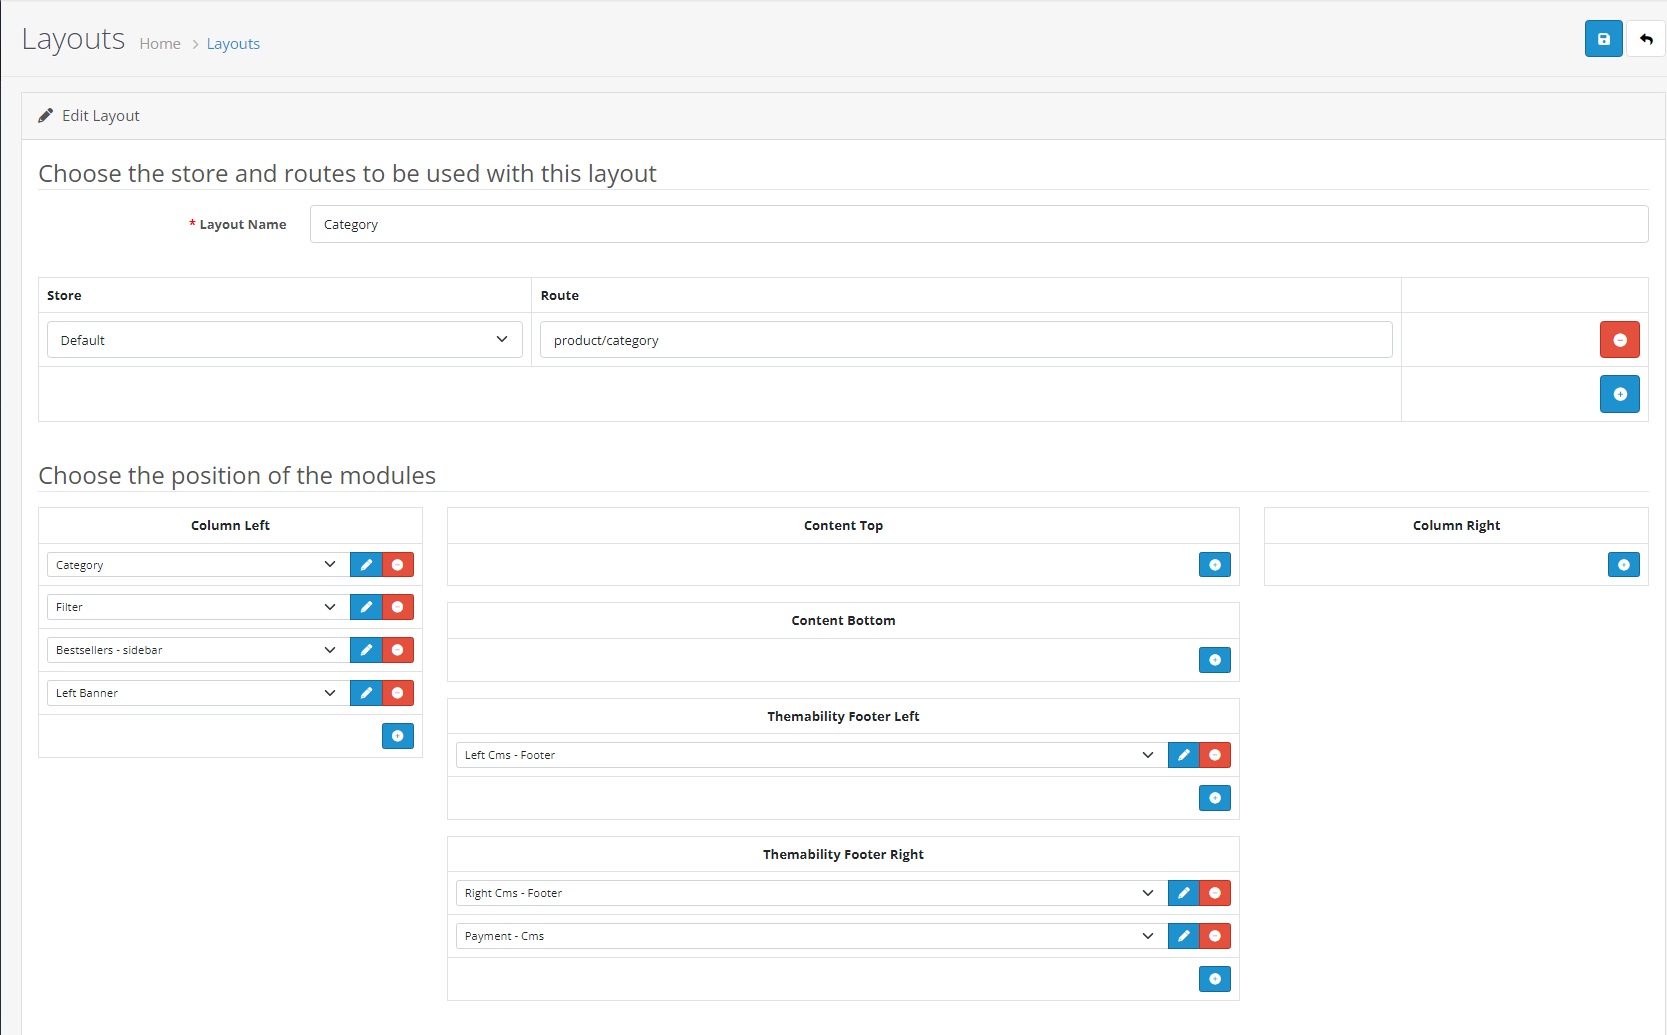 Layouts Home > Layouts
Edit Layout
Choose the store and routes to be used with this layout
* Layout Name Category
Store Route
Default product/category
Choose the position of the modules
Column Left
Category
Filter
Bestsellers - sidebar
Left Banner
Content Top
Content Bottom
Themability Footer Left
Left Cms - Footer
Themability Footer Right
Right Cms - Footer
Payment - Cms
Column Right